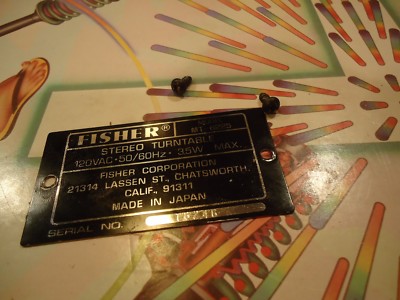 FISHER®
STEREO TURNTABLE
120VAC·50/60Hz· 35W MAX.
FISHER CORPORATION
21314 LASSEN ST., CHATSWORTH,
CALIF. 91311
MADE IN JAPAN
SERIAL NO.